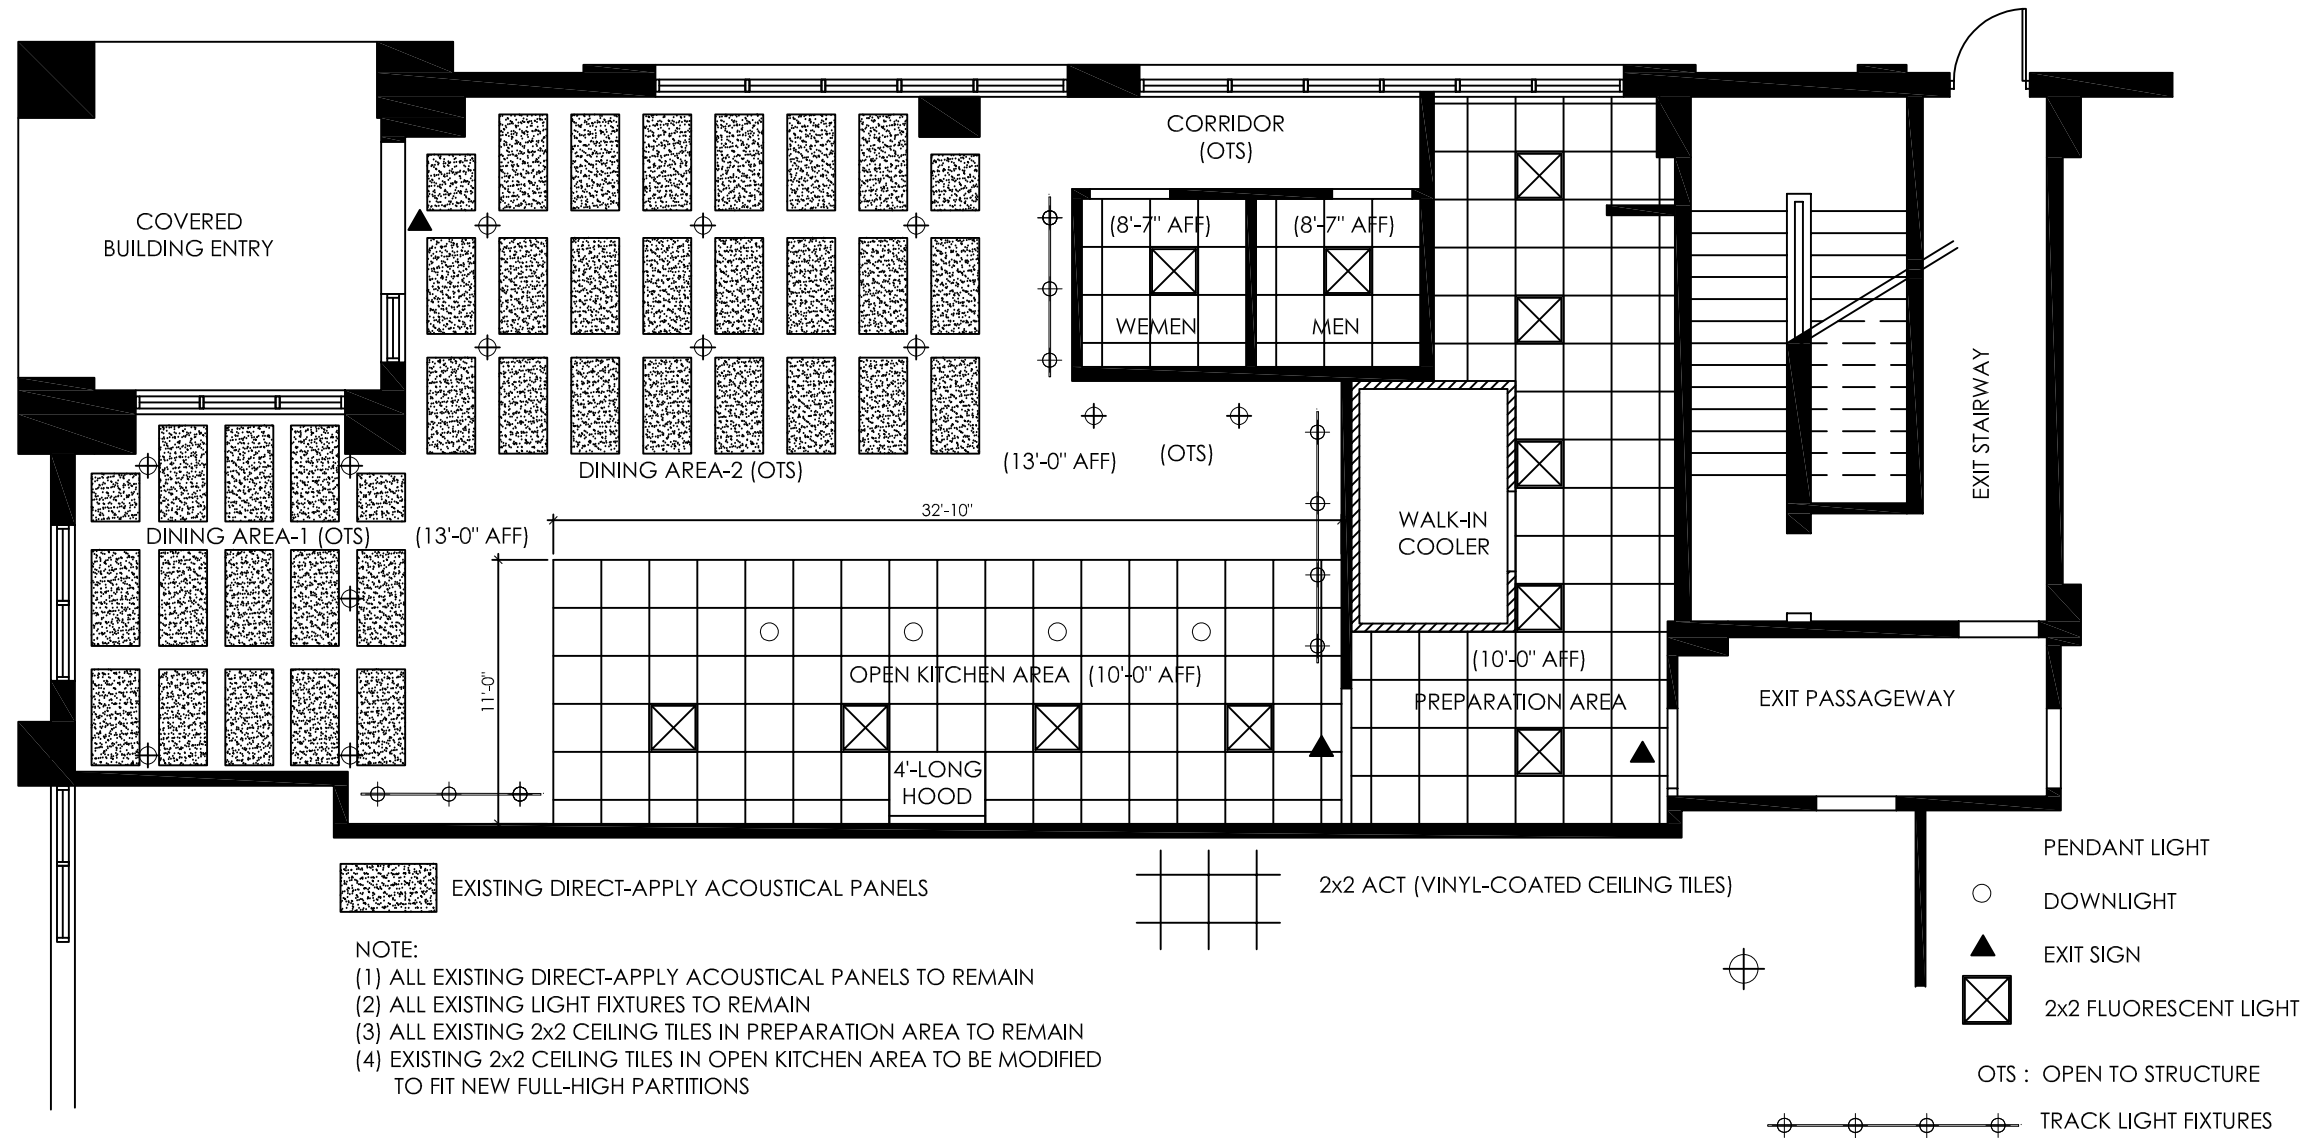 CORRIDOR
(OTS)
COVERED
BUILDING ENTRY
(8'-7" AFF)
(8'-7" AFF)
WEMEN
MEN
EXIT STAIRWAY
DINING AREA-2 (OTS)
(13'-0" AFF)
(OTS)
32'-10"
WALK-IN
COOLER
DINING AREA-1 (OTS)
(13'-0" AFF)
11'-0"
OPEN KITCHEN AREA
(10'-0" AFF)
(10'-0" AFF)
PREPARATION AREA
EXIT PASSAGEWAY
4'-LONG
HOOD
EXISTING DIRECT-APPLY ACOUSTICAL PANELS
2x2 ACT (VINYL-COATED CEILING TILES)
PENDANT LIGHT
DOWNLIGHT
EXIT SIGN
2x2 FLUORESCENT LIGHT
OTS : OPEN TO STRUCTURE
TRACK LIGHT FIXTURES
NOTE:
(1) ALL EXISTING DIRECT-APPLY ACOUSTICAL PANELS TO REMAIN
(2) ALL EXISTING LIGHT FIXTURES TO REMAIN
(3) ALL EXISTING 2x2 CEILING TILES IN PREPARATION AREA TO REMAIN
(4) EXISTING 2x2 CEILING TILES IN OPEN KITCHEN AREA TO BE MODIFIED
TO FIT NEW FULL-HIGH PARTITIONS